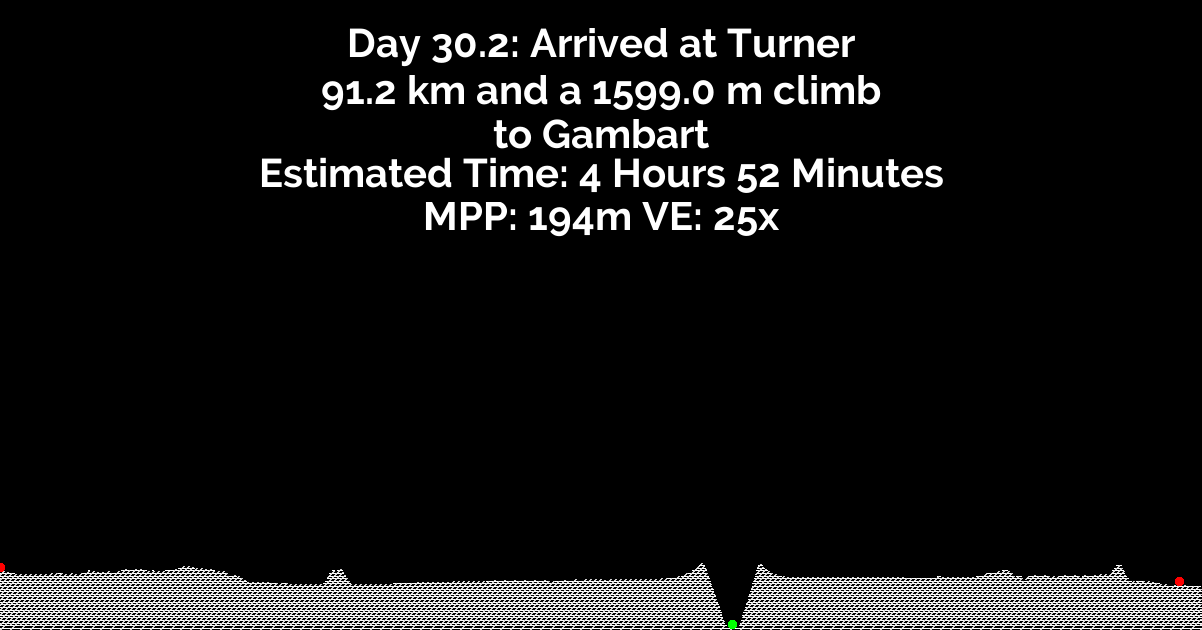 Day 30.2: Arrived at Turner
91.2 km and a 1599.0 m climb
to Gambart
Estimated Time: 4 Hours 52 Minutes
MPP: 194m VE: 25x